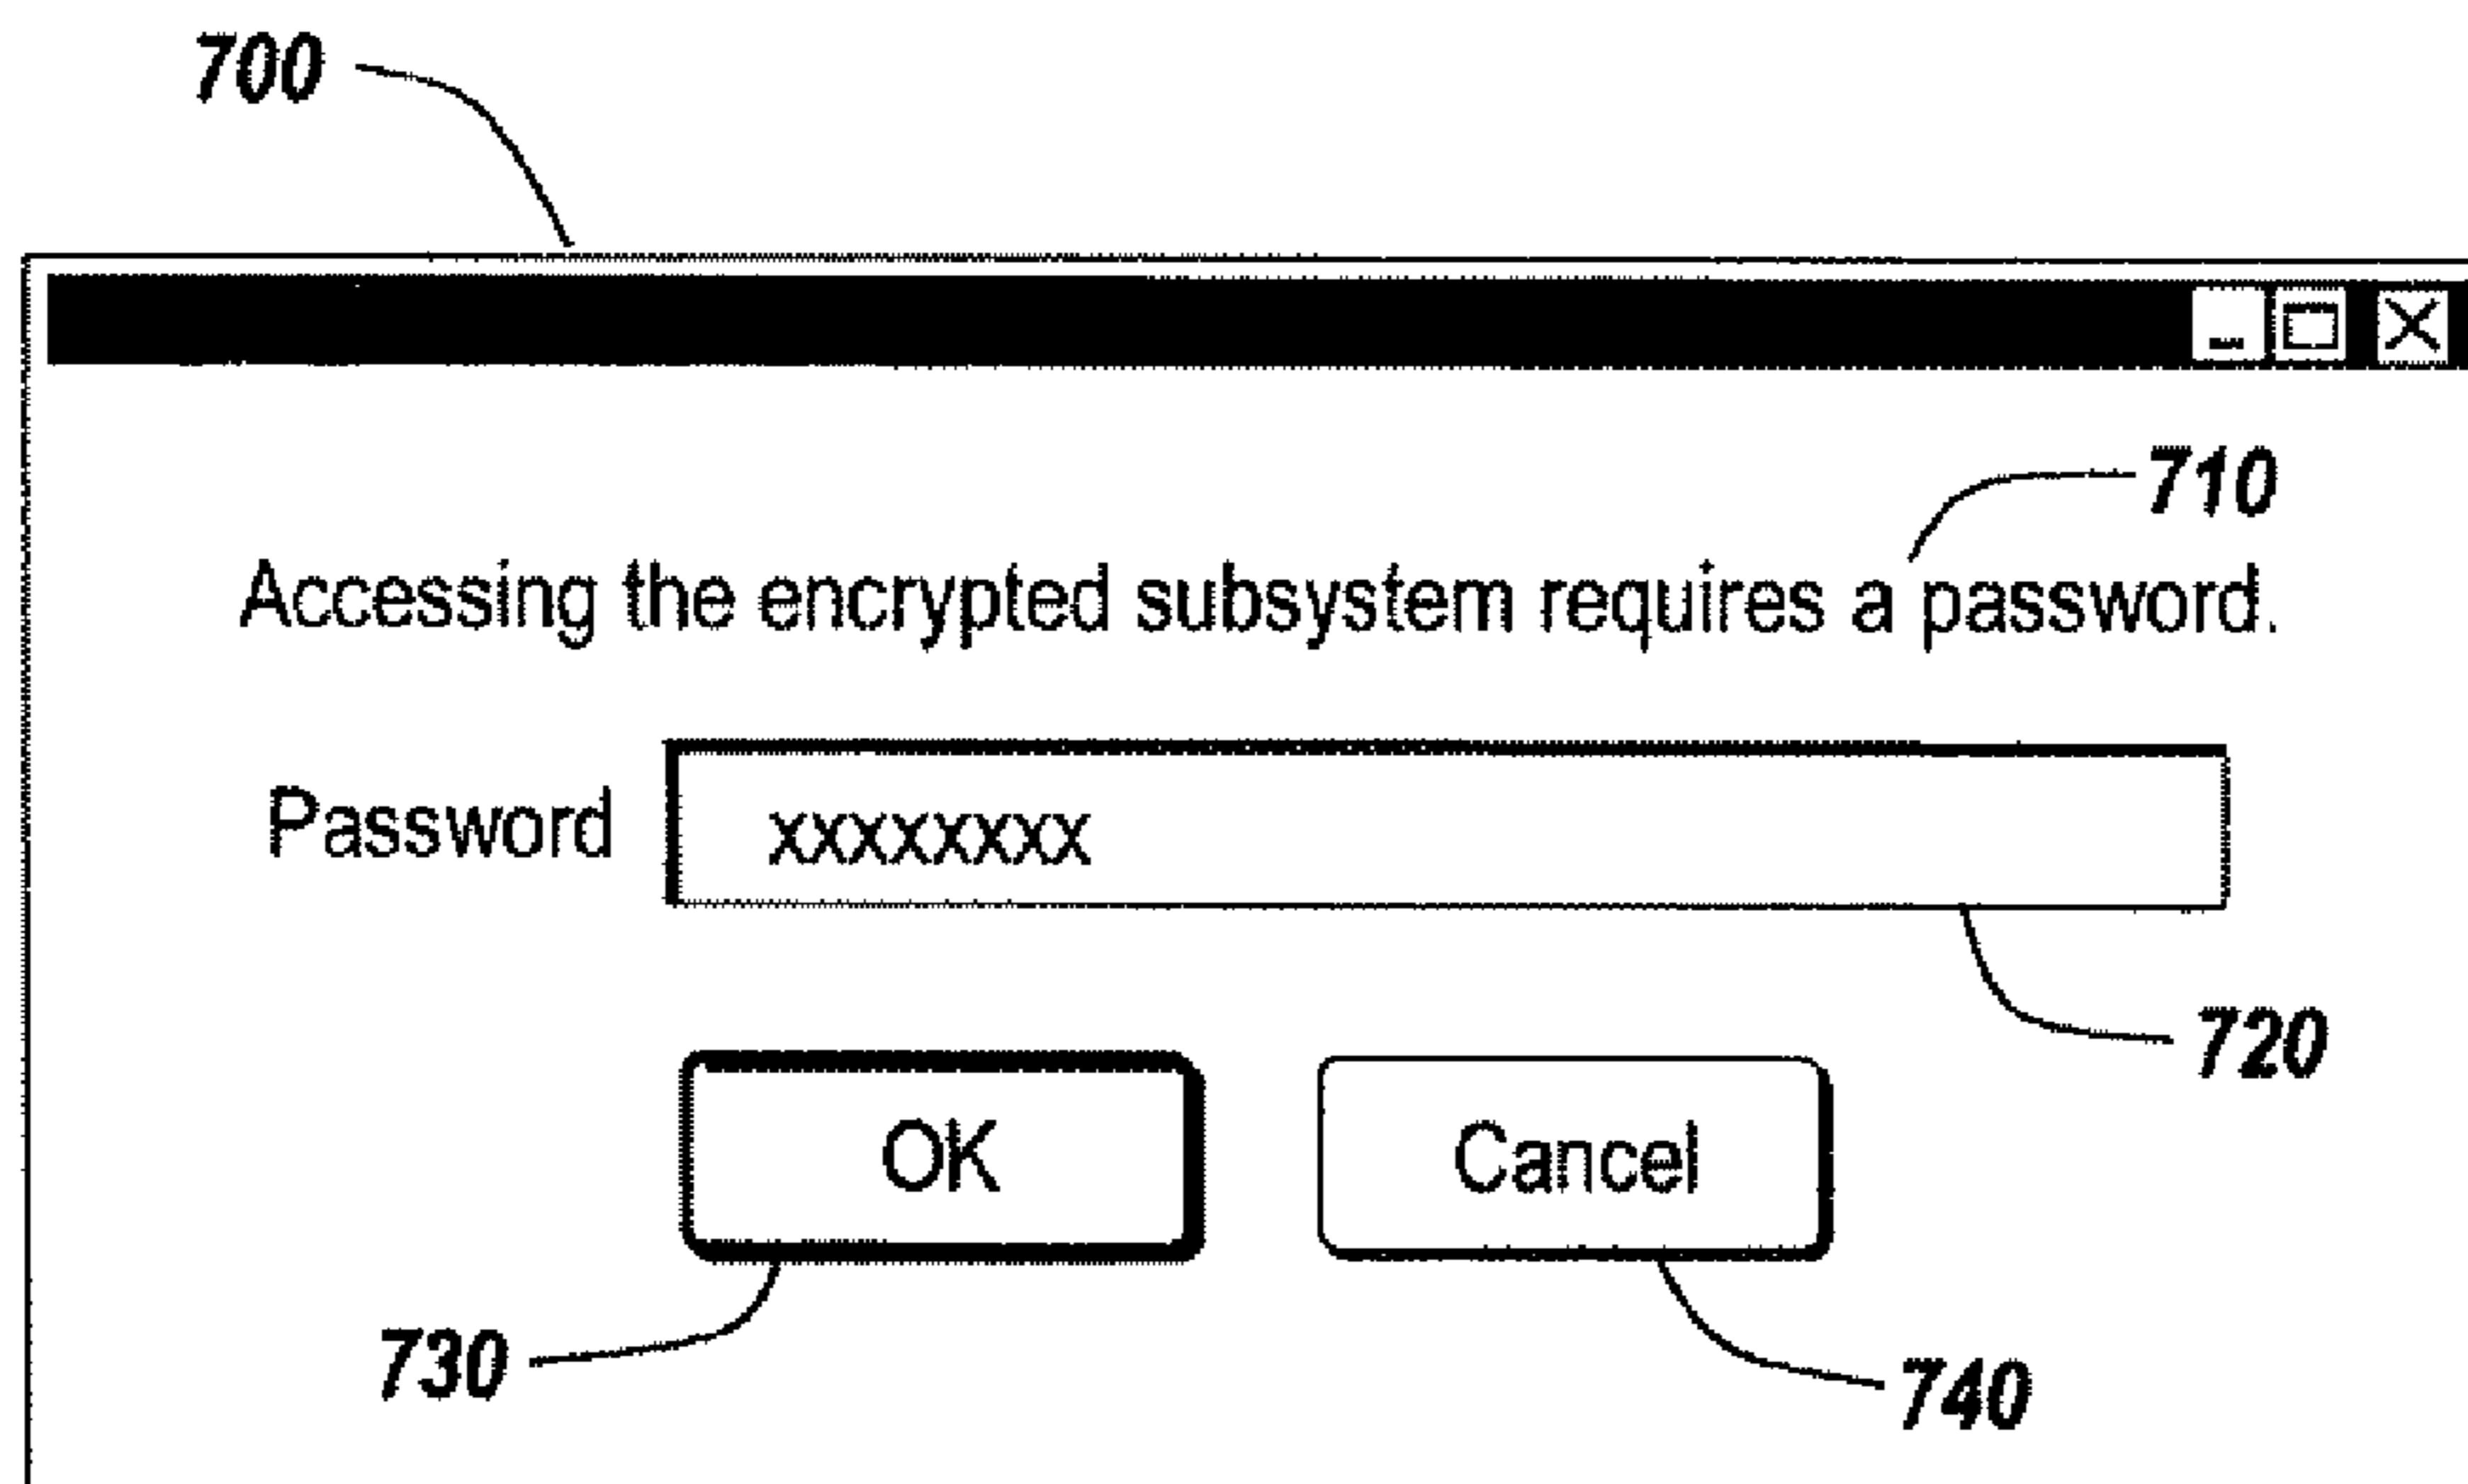 700
710
Accessing the encrypted subsystem requires a password.
Password xxxxxxxx
720
OK Cancel
730
740